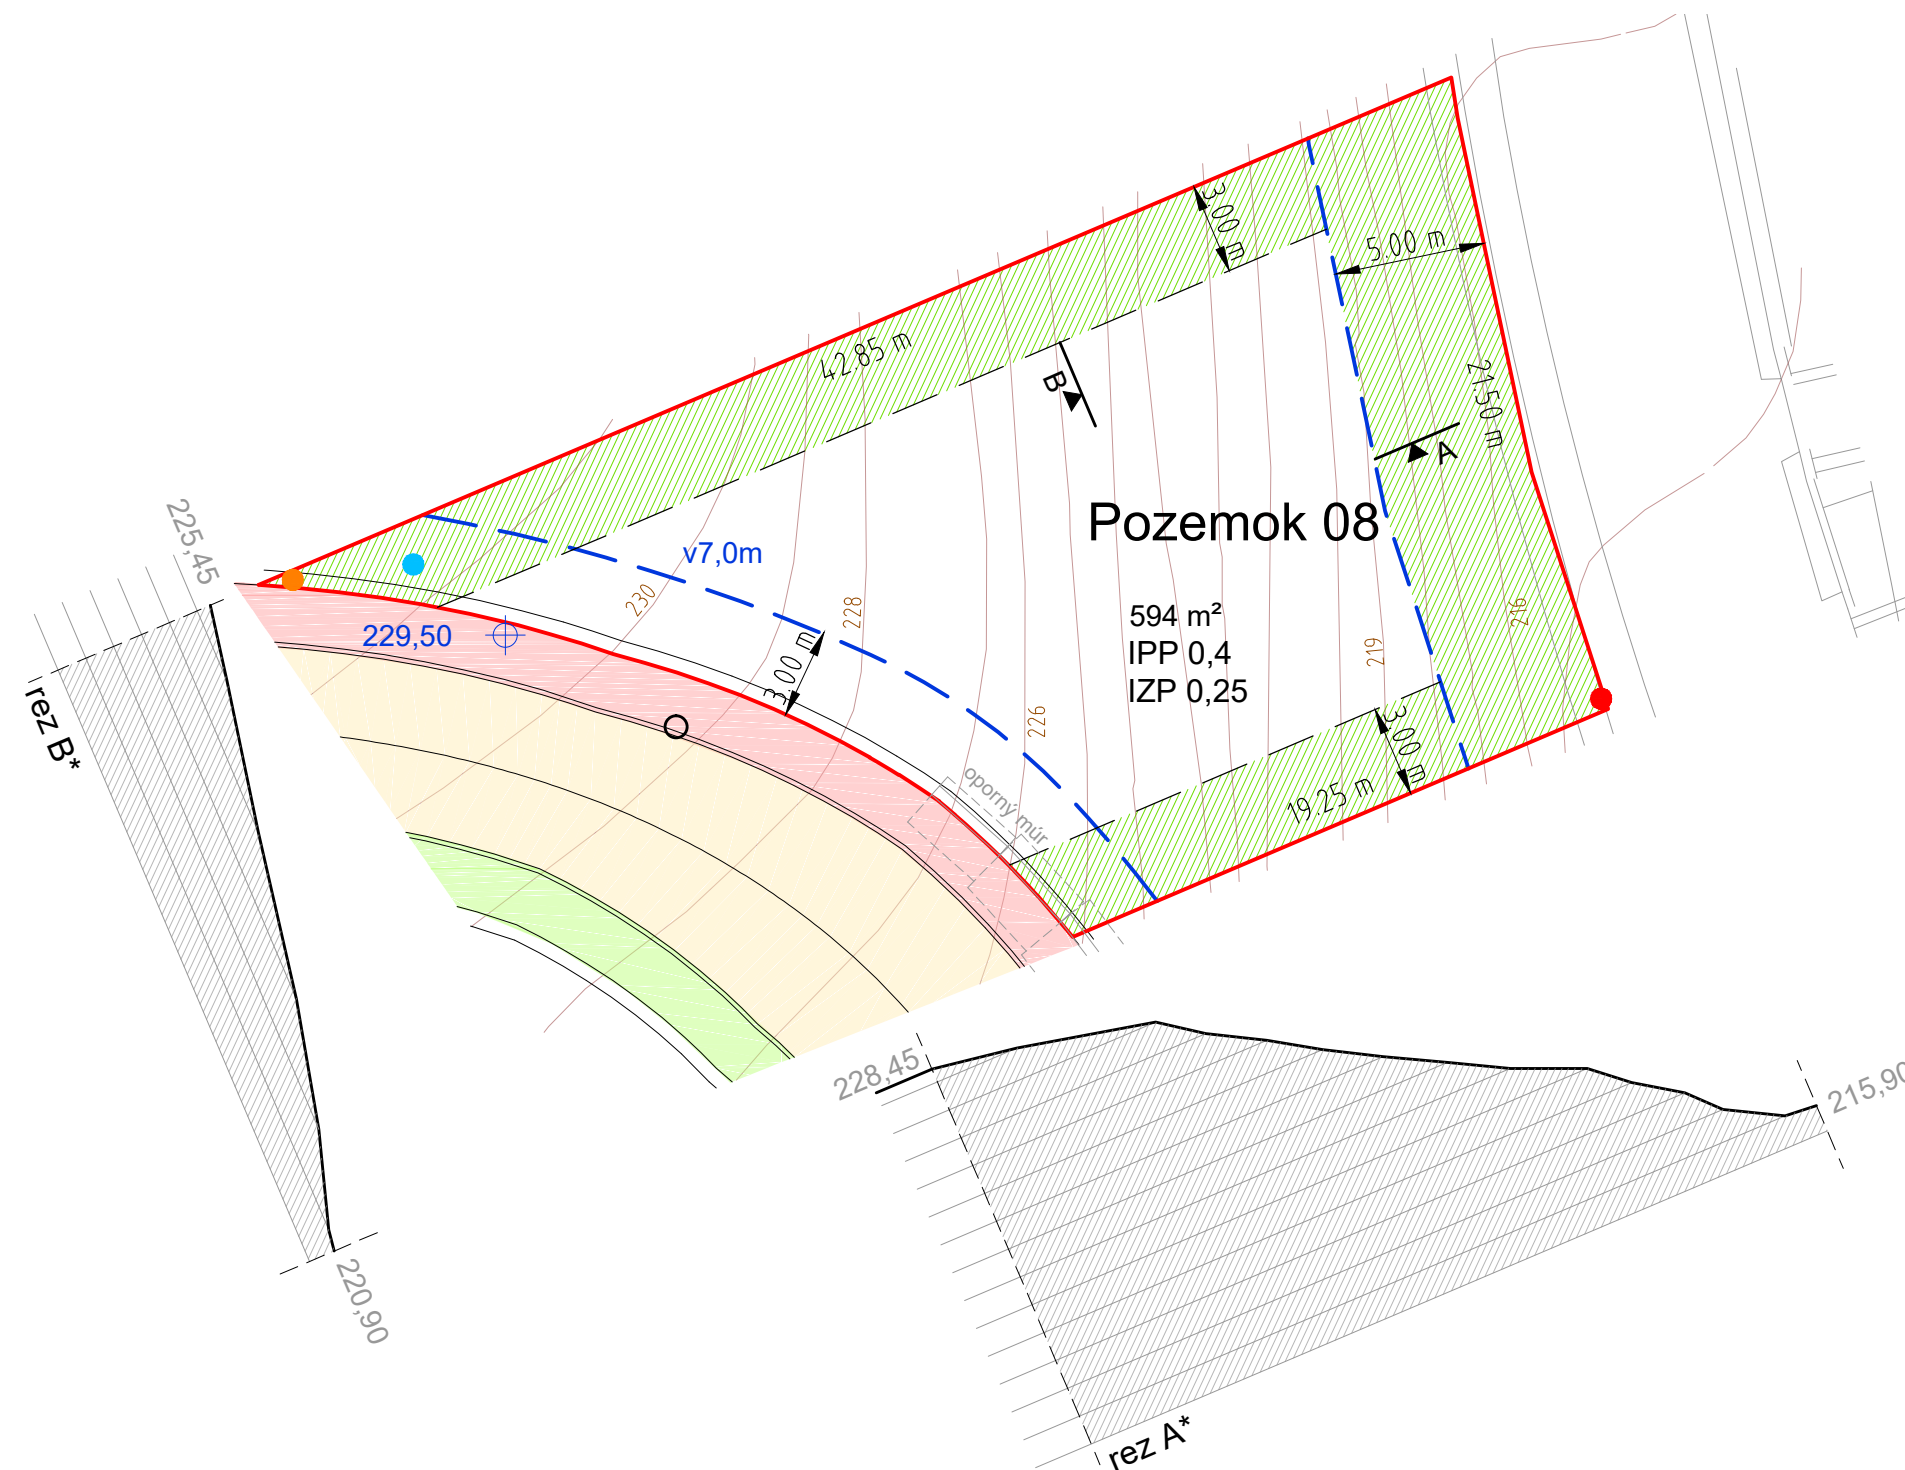 3.00 m
5.00 m
42.85 m
B
21.50 m
A
Pozemok 08
225,45
v7,0m
230
228
594 m²
IPP 0,4
IZP 0,25
216
229,50
219
3.00 m
rez B*
226
3.00 m
oporný múr
19.25 m
228,45
215,90
220,90
rez A*